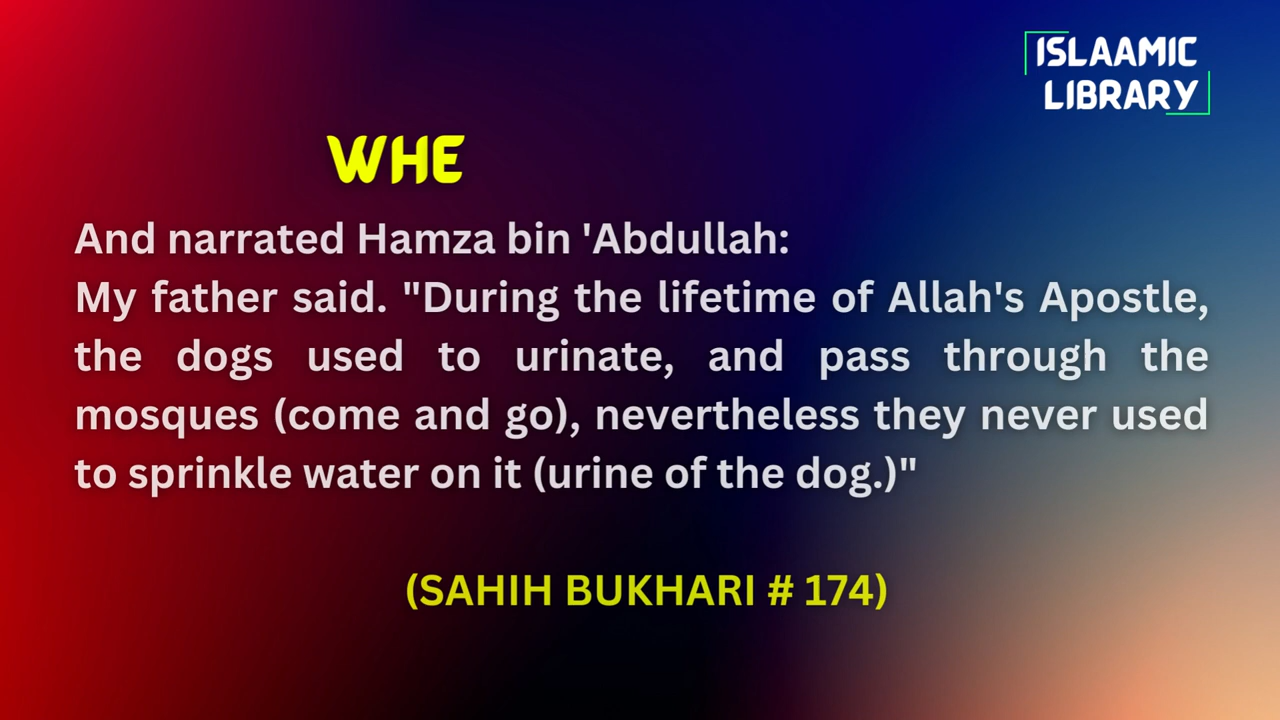 ISLAAMIC
LIBRARY
WHE
And narrated Hamza bin 'Abdullah:
My father said. "During the lifetime of Allah's Apostle,
the dogs used to urinate, and pass through the
mosques (come and go), nevertheless they never used
to sprinkle water on it (urine of the dog.)"
(SAHIH BUKHARI # 174)